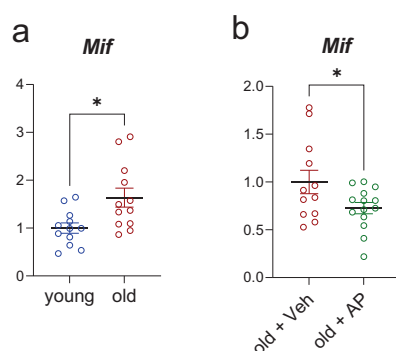 a
Mif
*
4
3
2
1
0
young
old
b
Mif
*
2.0
1.5
1.0
0.5
0.0
old + Veh
old + AP